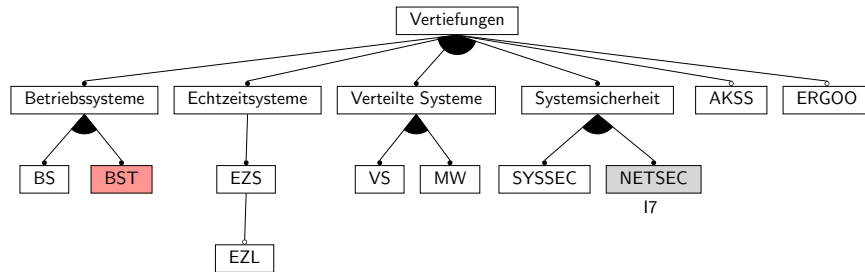 Vertiefungen
Betriebssysteme Echtzeitsysteme Verteilte Systeme Systemsicherheit AKSS ERGOO
BS BST EZS VS MW SYSSEC NETSEC
I7
EZL